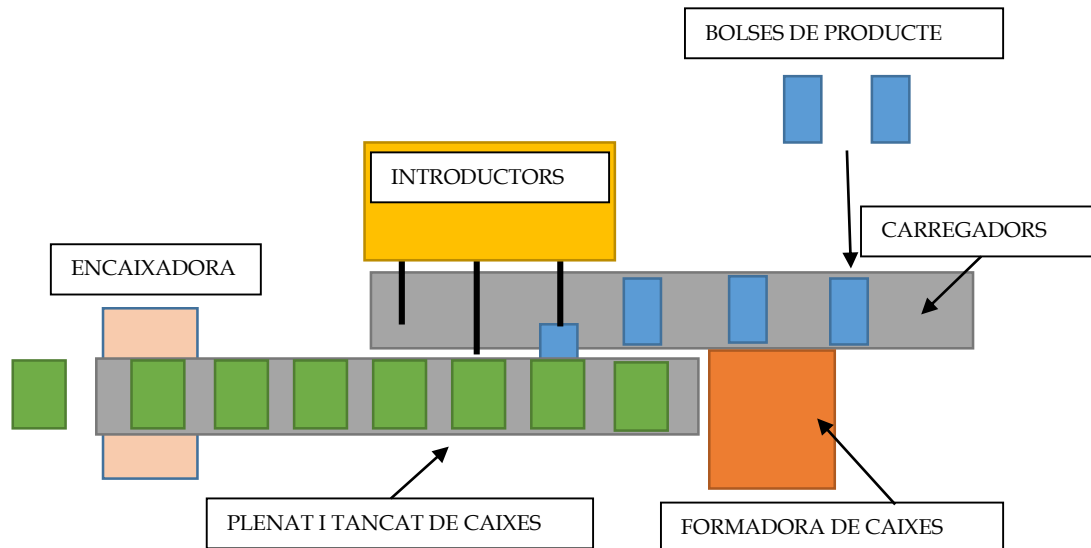 BOLSES DE PRODUCTE
INTRODUCTORS
CARREGADORS
ENCAIXADORA
PLENAT I TANCAT DE CAIXES
FORMADORA DE CAIXES